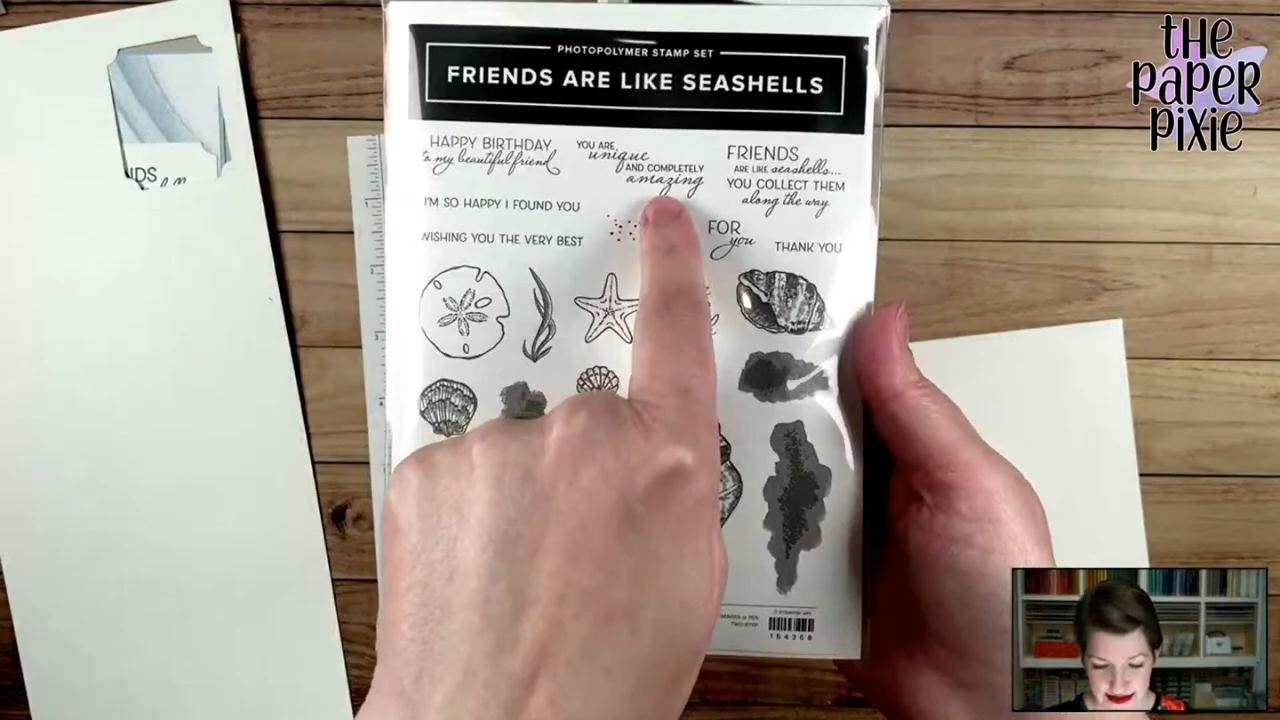 PHOTOPOLYMER STAMP SET
FRIENDS ARE LIKE SEASHELLS
HAPPY BIRTHDAY
to my beautiful friend
YOU ARE
unique
AND COMPLETELY
amazing
FRIENDS
ARE LIKE seashells...
YOU COLLECT THEM
along the way
I'M SO HAPPY I FOUND YOU
WISHING YOU THE VERY BEST
FOR
you
THANK YOU
154368
the
PAPER
PIXIE